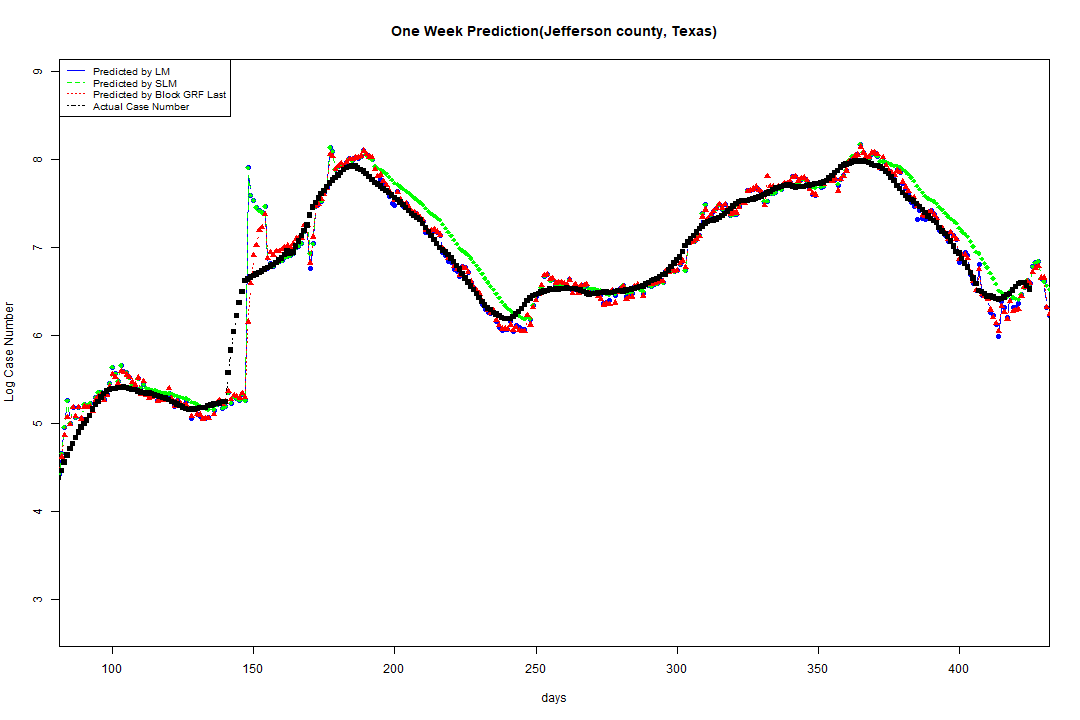 One Week Prediction(Jefferson county, Texas)
Predicted by LM
Predicted by SLM
Predicted by Block GRF Last
Actual Case Number
9
8
7
6
5
4
3
Log Case Number
100 150 200 250 300 350 400
days